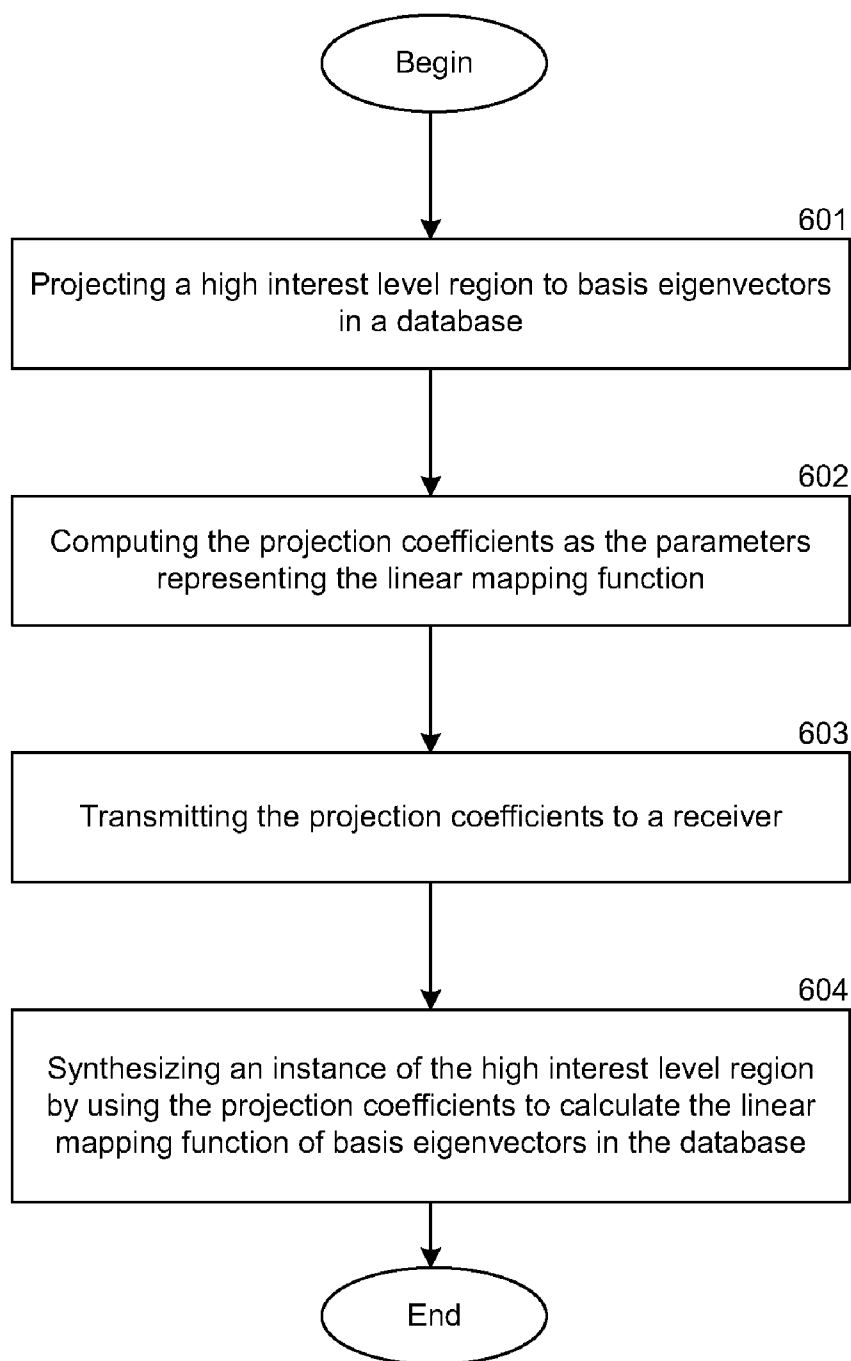 Begin
601
Projecting a high interest level region to basis eigenvectors
in a database
602
Computing the projection coefficients as the parameters
representing the linear mapping function
603
Transmitting the projection coefficients to a receiver
604
Synthesizing an instance of the high interest level region
by using the projection coefficients to calculate the linear
mapping function of basis eigenvectors in the database
End